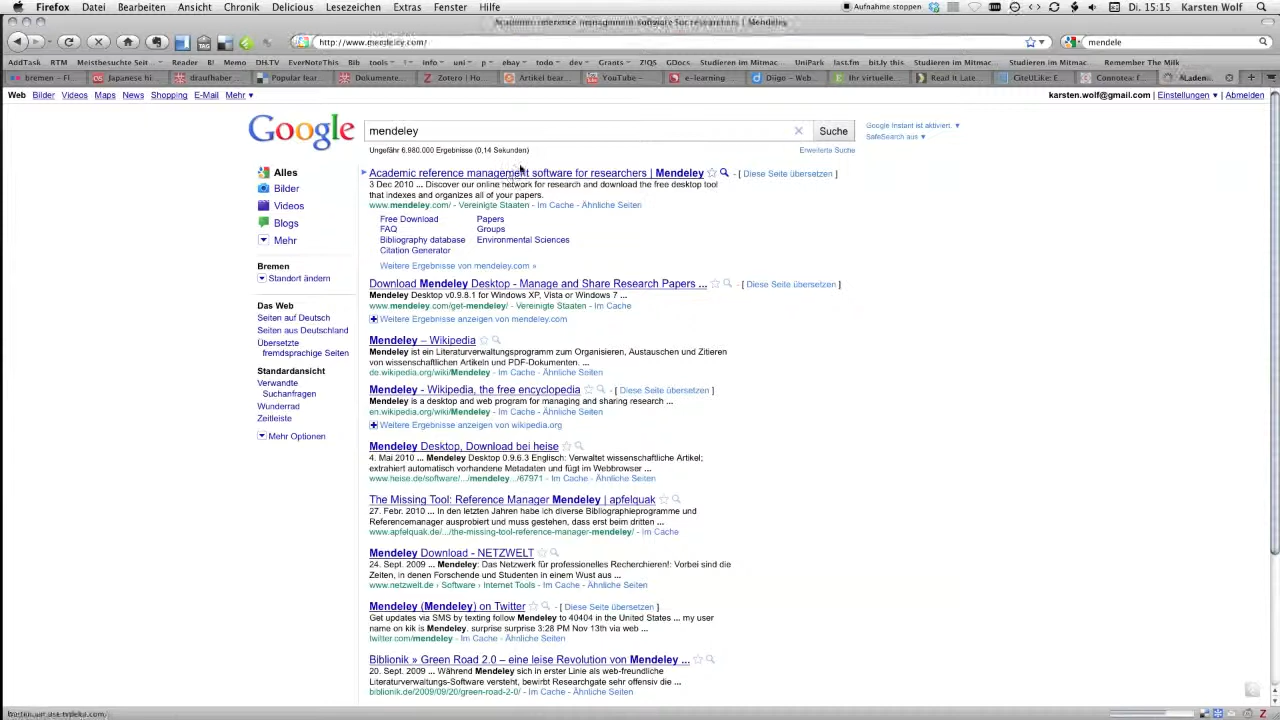 Firefox Datei Bearbeiten Ansicht Chronik Delicious Lesezeichen Extras Fenster Hilfe Aufnahme stoppen Di. 15:15 Karsten Wolf
Academic reference management software for researchers | Mendeley
http://www.mendeley.com/ mendele
AddTask RTM Meistbesuchte Seit... Reader B! Memo DH.TV EverNoteThis Bib tools info uni p ebay todo dev Grants ZIQS GDocs Studieren im Mitmac... UniPark last.fm bit.ly this Studieren im Mitmac... Studieren im Mitmac... Remember The Milk
bremen – Fl... Japanese hi... draufhaber... Popular lear... Dokumente... Zotero | Ho... Artikel bear... YouTube – ... e-learning Diigo – Web... Ihr virtuelle... Read It Late... CiteULike: E... Connotea: f... Laden...
Web Bilder Videos Maps News Shopping E-Mail Mehr karsten.wolf@gmail.com | Einstellungen | Abmelden
Google mendeley Suche
Google Instant ist aktiviert.
SafeSearch aus
Ungefähr 6.980.000 Ergebnisse (0,14 Sekunden) Erweiterte Suche
Alles
Bilder
Videos
Blogs
Mehr
Bremen
Standort ändern
Das Web
Seiten auf Deutsch
Seiten aus Deutschland
Übersetzte
fremdsprachige Seiten
Standardansicht
Verwandte
Suchanfragen
Wunderrad
Zeitleiste
Mehr Optionen
Academic reference management software for researchers | Mendeley - [ Diese Seite übersetzen ]
3 Dec 2010 ... Discover our online network for research and download the free desktop tool
that indexes and organizes all of your papers.
www.mendeley.com/ - Vereinigte Staaten - Im Cache - Ähnliche Seiten
Free Download Papers
FAQ Groups
Bibliography database Environmental Sciences
Citation Generator
Weitere Ergebnisse von mendeley.com »
Download Mendeley Desktop - Manage and Share Research Papers ... - [ Diese Seite übersetzen ]
Mendeley Desktop v0.9.8.1 for Windows XP, Vista or Windows 7 ...
www.mendeley.com/get-mendeley/ - Vereinigte Staaten - Im Cache
Weitere Ergebnisse anzeigen von mendeley.com
Mendeley – Wikipedia
Mendeley ist ein Literaturverwaltungsprogramm zum Organisieren, Austauschen und Zitieren
von wissenschaftlichen Artikeln und PDF-Dokumenten. ...
de.wikipedia.org/wiki/Mendeley - Im Cache - Ähnliche Seiten
Mendeley - Wikipedia, the free encyclopedia - [ Diese Seite übersetzen ]
Mendeley is a desktop and web program for managing and sharing research ...
en.wikipedia.org/wiki/Mendeley - Im Cache - Ähnliche Seiten
Weitere Ergebnisse anzeigen von wikipedia.org
Mendeley Desktop, Download bei heise
4. Mai 2010 ... Mendeley Desktop 0.9.6.3 Englisch: Verwaltet wissenschaftliche Artikel;
extrahiert automatisch vorhandene Metadaten und fügt im Webbrowser ...
www.heise.de/software/.../mendeley.../67971 - Im Cache - Ähnliche Seiten
The Missing Tool: Reference Manager Mendeley | apfelquak
27. Febr. 2010 ... In den letzten Jahren habe ich diverse Bibliographieprogramme und
Referencemanager ausprobiert und muss gestehen, dass erst beim dritten ...
www.apfelquak.de/.../the-missing-tool-reference-manager-mendeley/ - Im Cache
Mendeley Download - NETZWELT
24. Sept. 2009 ... Mendeley: Das Netzwerk für professionelles Recherchieren!: Vorbei sind die
Zeiten, in denen Forschende und Studenten in einem Wust aus ...
www.netzwelt.de › Software › Internet Tools - Im Cache - Ähnliche Seiten
Mendeley (Mendeley) on Twitter - [ Diese Seite übersetzen ]
Get updates via SMS by texting follow Mendeley to 40404 in the United States ... my user
name on kik is Mendeley. surprise surprise 3:28 PM Nov 13th via web ...
twitter.com/mendeley - Im Cache - Ähnliche Seiten
Biblionik » Green Road 2.0 – eine leise Revolution von Mendeley ...
20. Sept. 2009 ... Während Mendeley sich in erster Linie als web-freundliche
Literaturverwaltungs-Software versteht, bewirbt Researchgate sehr offensiv die ...
biblionik.de/2009/09/20/green-road-2-0/ - Im Cache - Ähnliche Seiten